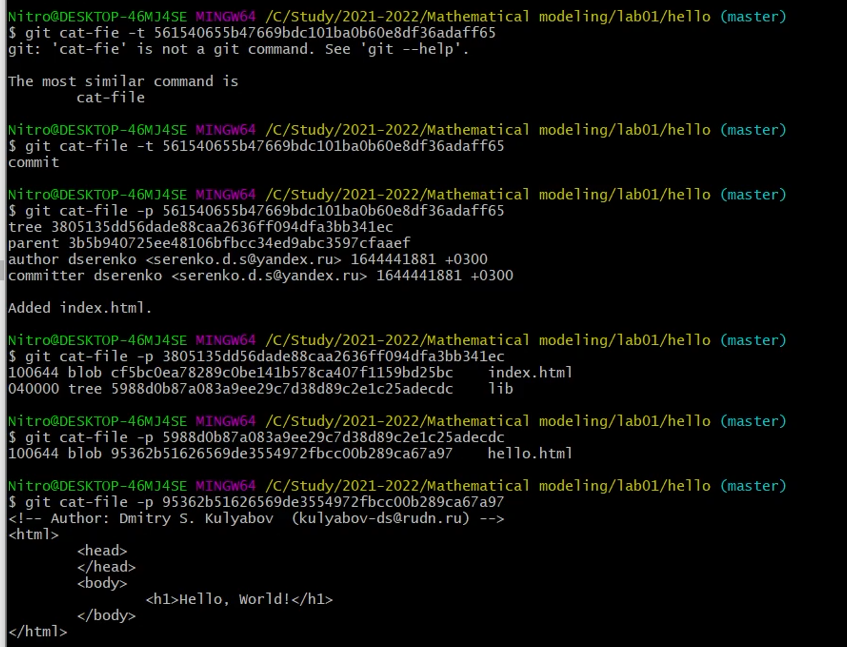 Nitro@DESKTOP-46MJ4SE MINGW64 /C/Study/2021-2022/Mathematical modeling/lab01/hello (master)
$ git cat-fie -t 561540655b47669bdc101ba0b60e8df36adaff65
git: 'cat-fie' is not a git command. See 'git --help'.
The most similar command is
cat-file
Nitro@DESKTOP-46MJ4SE MINGW64 /C/Study/2021-2022/Mathematical modeling/lab01/hello (master)
$ git cat-file -t 561540655b47669bdc101ba0b60e8df36adaff65
commit
Nitro@DESKTOP-46MJ4SE MINGW64 /C/Study/2021-2022/Mathematical modeling/lab01/hello (master)
$ git cat-file -p 561540655b47669bdc101ba0b60e8df36adaff65
tree 3805135dd56dade88caa2636ff094dfa3bb341ec
parent 3b5b940725ee48106bfbcc34ed9abc3597cfaaef
author dserenko <serenko.d.s@yandex.ru> 1644441881 +0300
committer dserenko <serenko.d.s@yandex.ru> 1644441881 +0300
Added index.html.
Nitro@DESKTOP-46MJ4SE MINGW64 /C/Study/2021-2022/Mathematical modeling/lab01/hello (master)
$ git cat-file -p 3805135dd56dade88caa2636ff094dfa3bb341ec
100644 blob cf5bc0ea78289c0be141b578ca407f1159bd25bc index.html
040000 tree 5988d0b87a083a9ee29c7d38d89c2e1c25adecdc lib
Nitro@DESKTOP-46MJ4SE MINGW64 /C/Study/2021-2022/Mathematical modeling/lab01/hello (master)
$ git cat-file -p 5988d0b87a083a9ee29c7d38d89c2e1c25adecdc
100644 blob 95362b51626569de3554972fbcc00b289ca67a97 hello.html
Nitro@DESKTOP-46MJ4SE MINGW64 /C/Study/2021-2022/Mathematical modeling/lab01/hello (master)
$ git cat-file -p 95362b51626569de3554972fbcc00b289ca67a97
<!-- Author: Dmitry S. Kulyabov (kulyabov-ds@rudn.ru) -->
<html>
<head>
</head>
<body>
<h1>Hello, World!</h1>
</body>
</html>